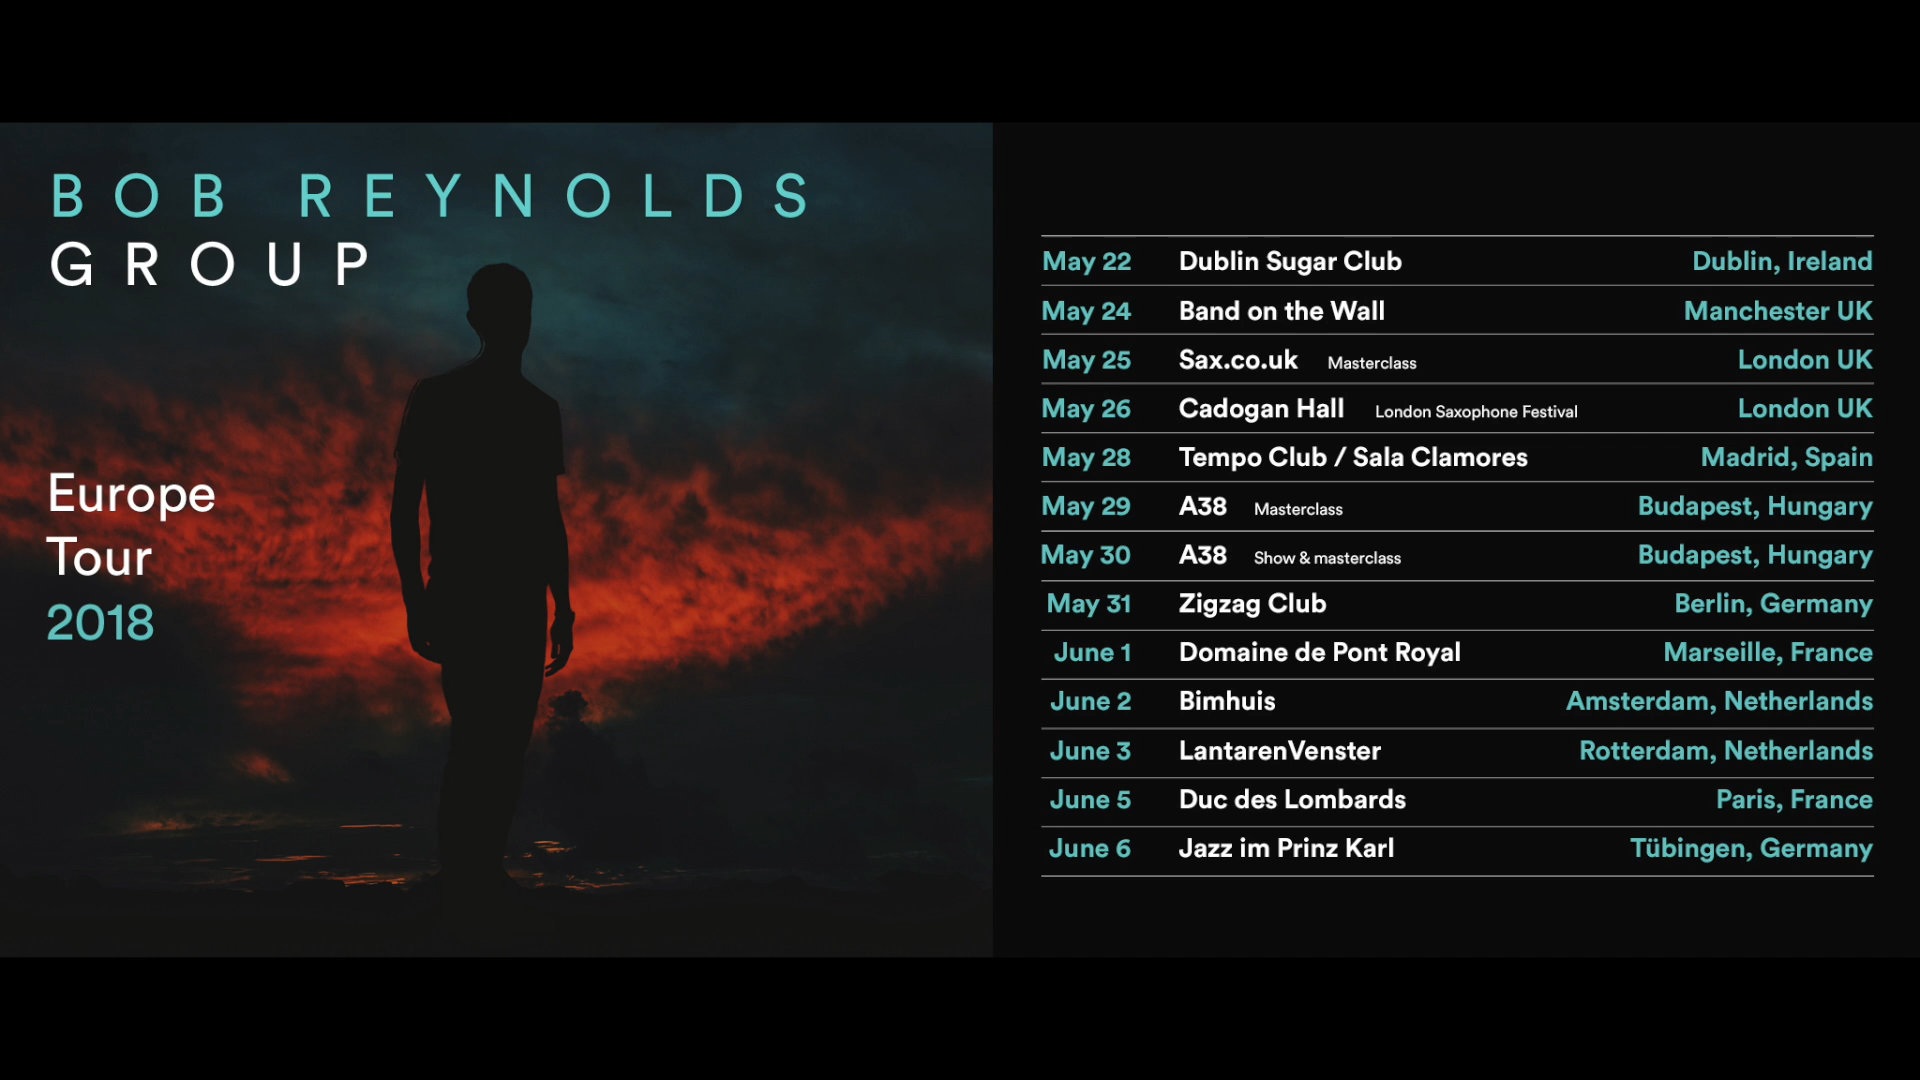 BOB REYNOLDS
GROUP
Europe
Tour
2018
May 22 Dublin Sugar Club Dublin, Ireland
May 24 Band on the Wall Manchester UK
May 25 Sax.co.uk Masterclass London UK
May 26 Cadogan Hall London Saxophone Festival London UK
May 28 Tempo Club / Sala Clamores Madrid, Spain
May 29 A38 Masterclass Budapest, Hungary
May 30 A38 Show & masterclass Budapest, Hungary
May 31 Zigzag Club Berlin, Germany
June 1 Domaine de Pont Royal Marseille, France
June 2 Bimhuis Amsterdam, Netherlands
June 3 LantarenVenster Rotterdam, Netherlands
June 5 Duc des Lombards Paris, France
June 6 Jazz im Prinz Karl Tübingen, Germany